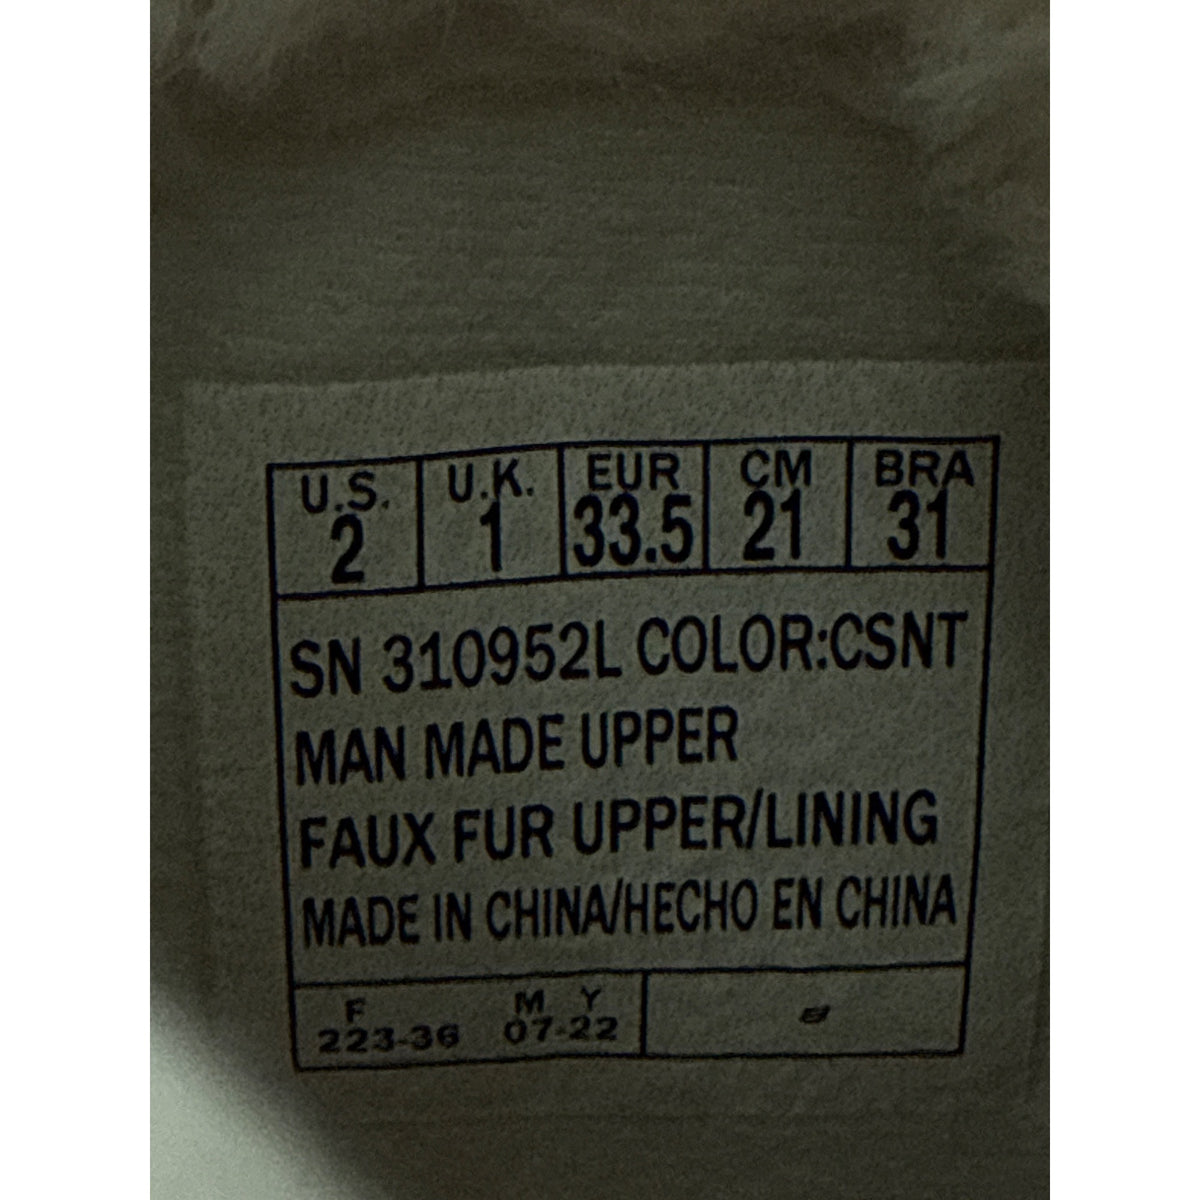 U.S. U.K. EUR CM BRA
2 1 33.5 21 31
SN 310952L COLOR:CSNT
MAN MADE UPPER
FAUX FUR UPPER/LINING
MADE IN CHINA/HECHO EN CHINA
F M Y
223-36 07-22